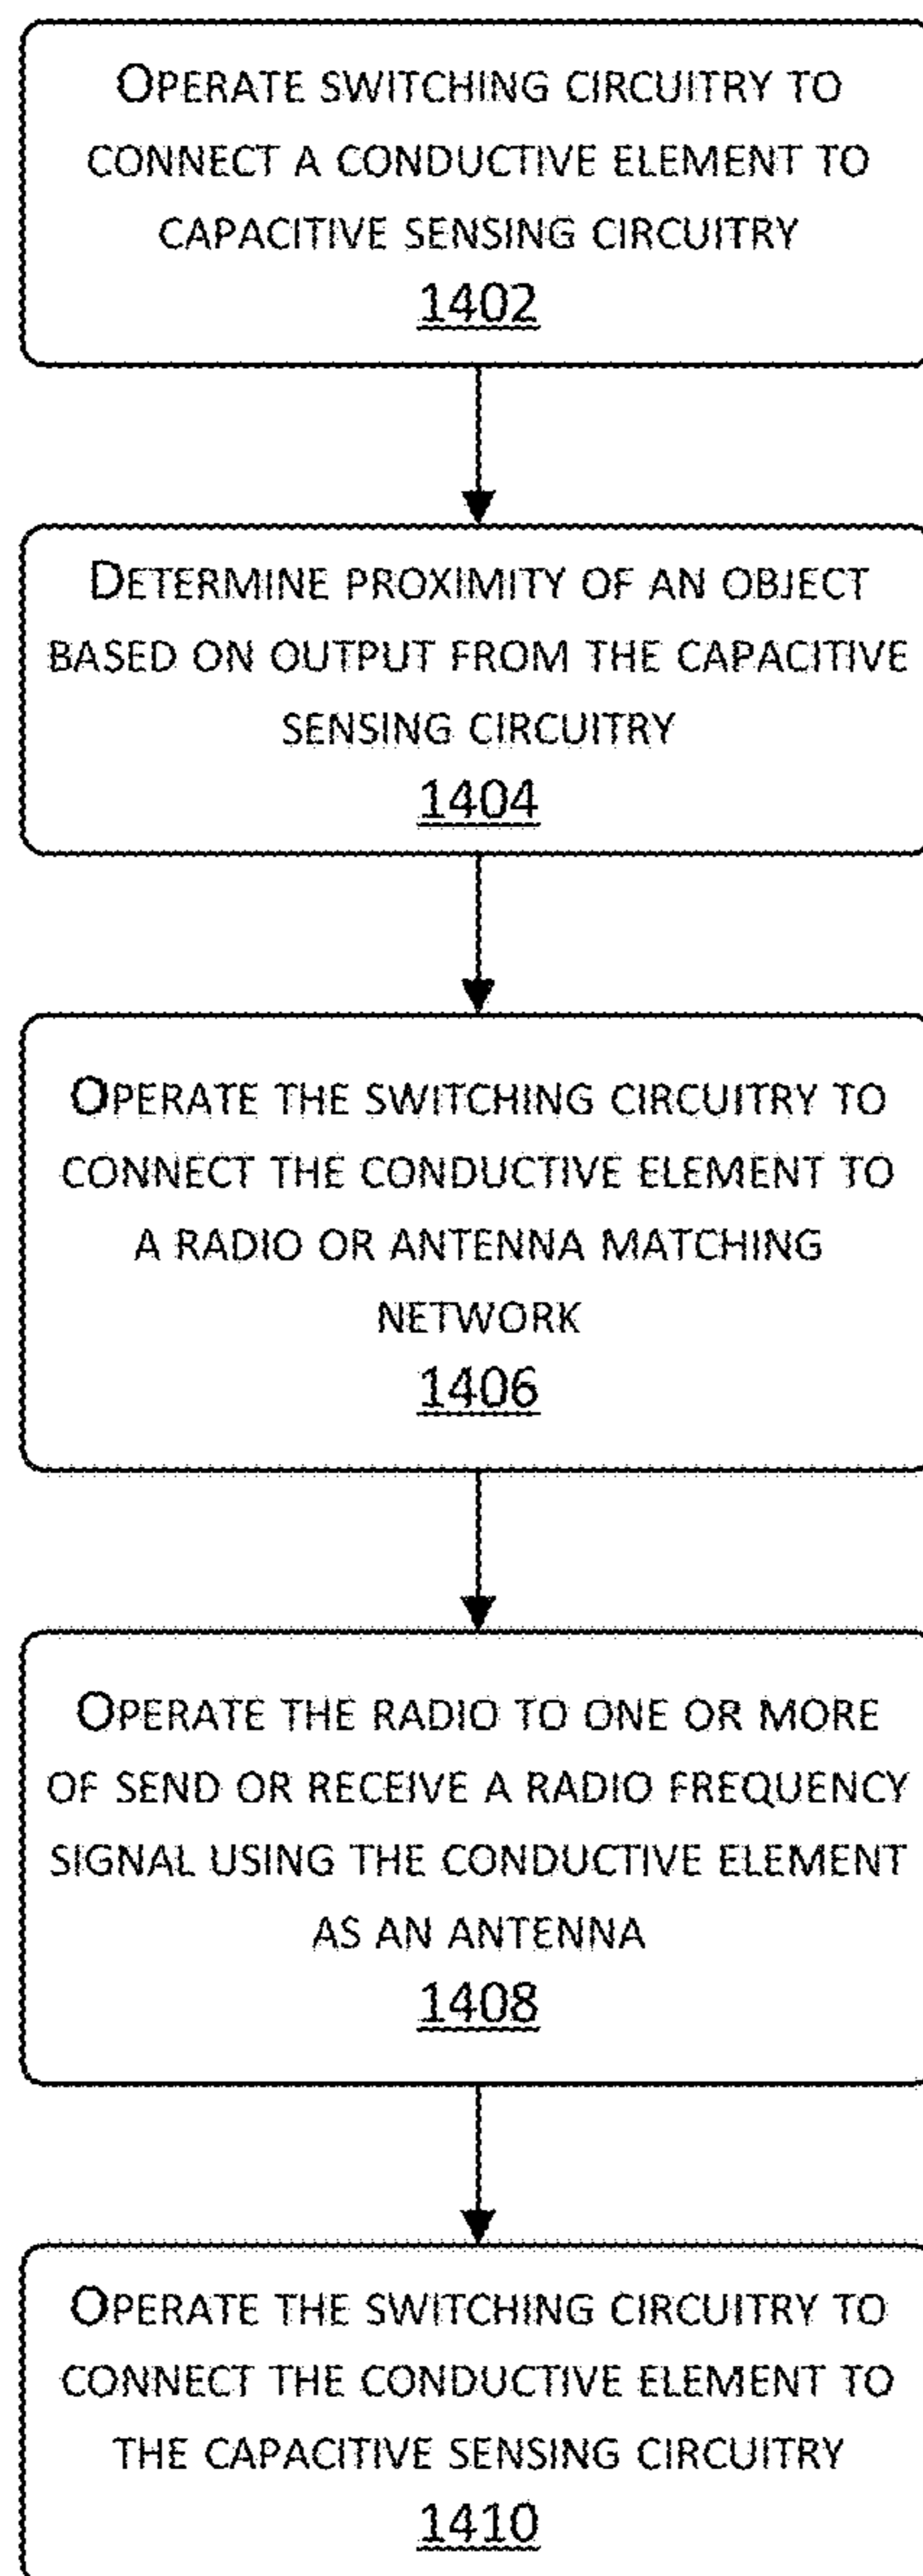 OPERATE SWITCHING CIRCUITRY TO
CONNECT A CONDUCTIVE ELEMENT TO
CAPACITIVE SENSING CIRCUITRY
1402
DETERMINE PROXIMITY OF AN OBJECT
BASED ON OUTPUT FROM THE CAPACITIVE
SENSING CIRCUITRY
1404
OPERATE THE SWITCHING CIRCUITRY TO
CONNECT THE CONDUCTIVE ELEMENT TO
A RADIO OR ANTENNA MATCHING
NETWORK
1406
OPERATE THE RADIO TO ONE OR MORE
OF SEND OR RECEIVE A RADIO FREQUENCY
SIGNAL USING THE CONDUCTIVE ELEMENT
AS AN ANTENNA
1408
OPERATE THE SWITCHING CIRCUITRY TO
CONNECT THE CONDUCTIVE ELEMENT TO
THE CAPACITIVE SENSING CIRCUITRY
1410